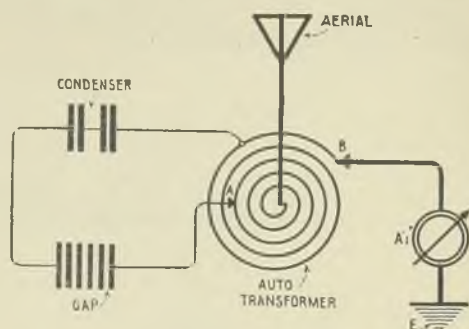 AERIAL
CONDENSER
B
A
A1
GAP
AUTO
TRANSFORMER
E